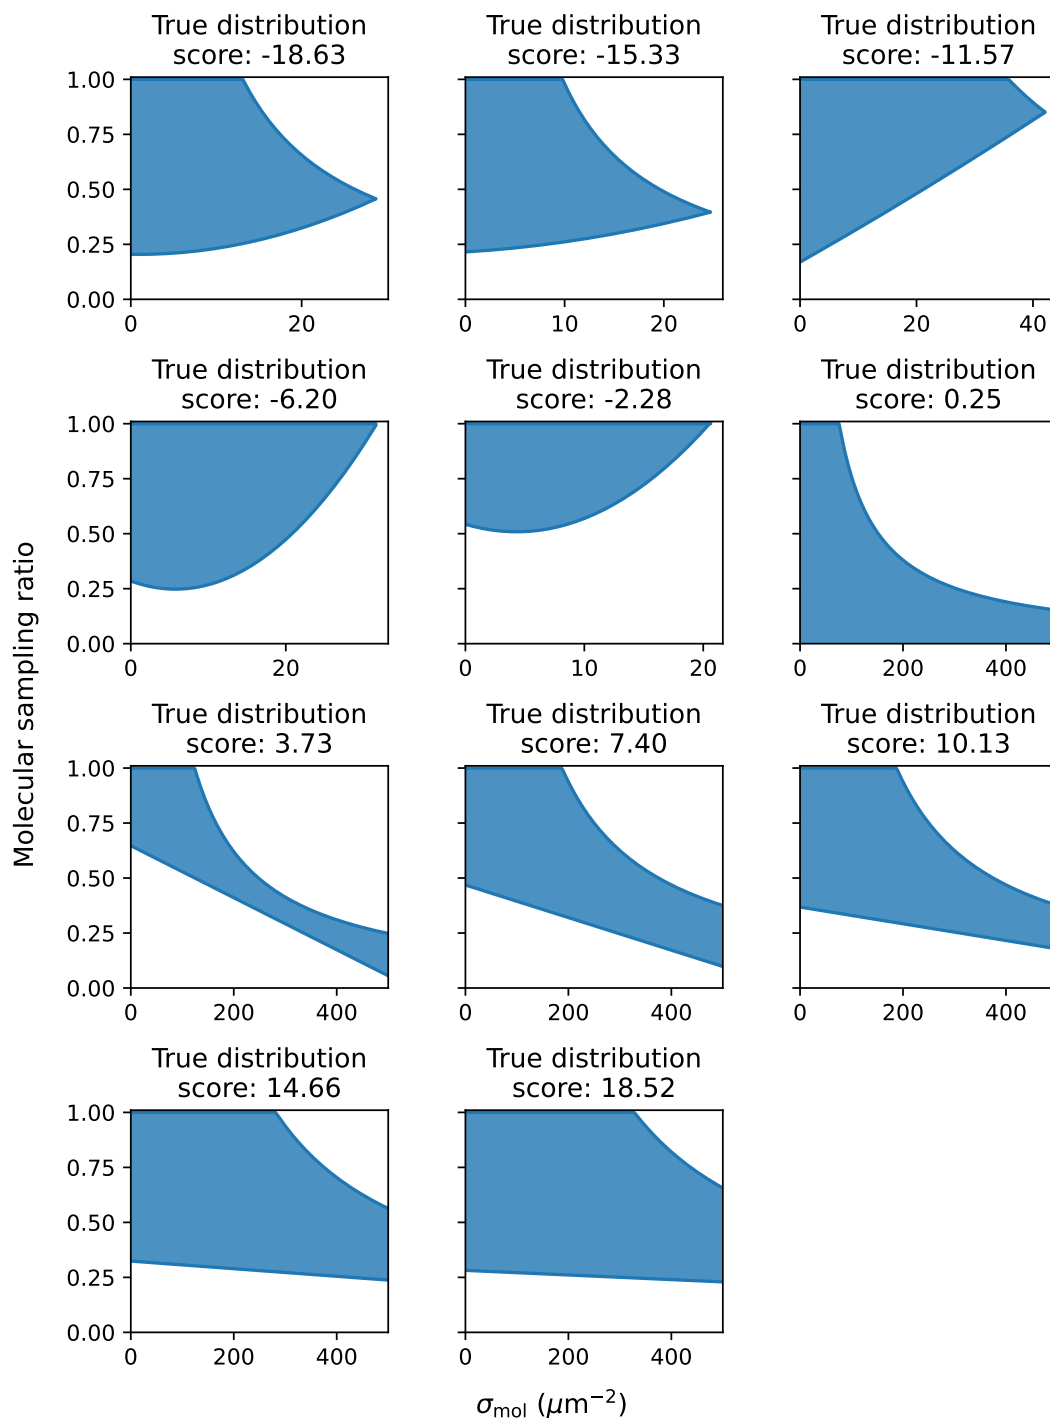 True distribution True distribution True distribution
score: -18.63 score: -15.33 score: -11.57
1.00
0.75
0.50
0.25
0.00
0 20 0 10 20 0 20 40
True distribution True distribution True distribution
score: -6.20 score: -2.28 score: 0.25
1.00
0.75
0.50
0.25
0.00
0 20 0 10 20 0 200 400
Molecular sampling ratio
True distribution True distribution True distribution
score: 3.73 score: 7.40 score: 10.13
1.00
0.75
0.50
0.25
0.00
0 200 400 0 200 400 0 200 400
True distribution True distribution
score: 14.66 score: 18.52
1.00
0.75
0.50
0.25
0.00
0 200 400 0 200 400
σmol (μm⁻²)